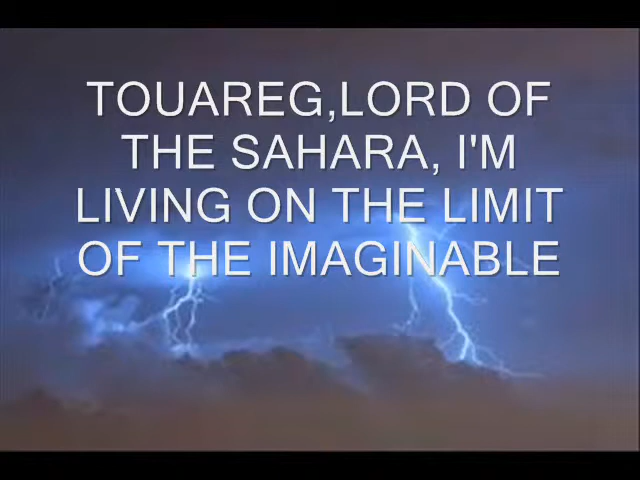 TOUAREG,LORD OF
THE SAHARA, I'M
LIVING ON THE LIMIT
OF THE IMAGINABLE